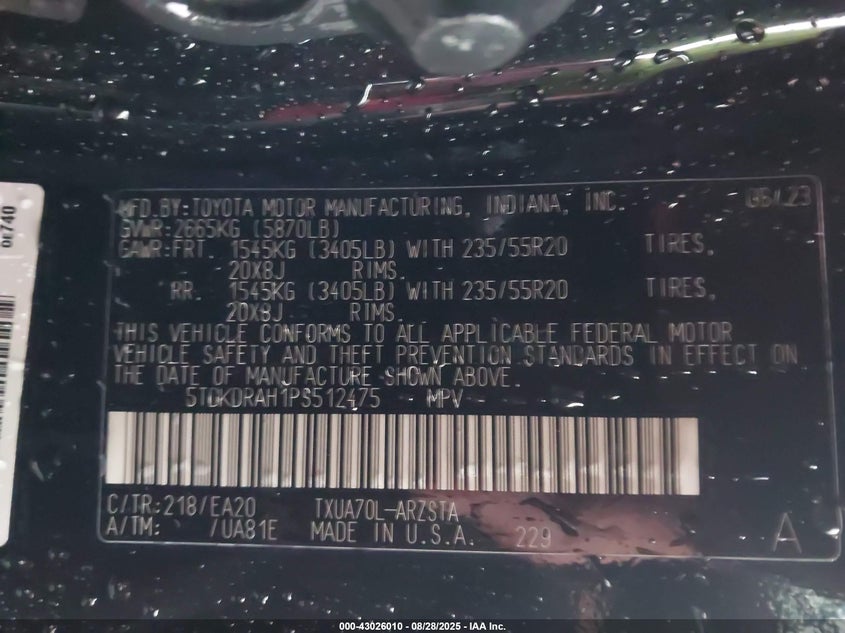 MFD.BY:TOYOTA MOTOR MANUFACTURING, INDIANA, INC. 06/23
GVWR:2665KG (5870LB)
GAWR:FRT. 1545KG (3405LB) WITH 235/55R20 TIRES,
20X8J RIMS.
RR. 1545KG (3405LB) WITH 235/55R20 TIRES,
20X8J RIMS.
THIS VEHICLE CONFORMS TO ALL APPLICABLE FEDERAL MOTOR
VEHICLE SAFETY AND THEFT PREVENTION STANDARDS IN EFFECT ON
THE DATE OF MANUFACTURE SHOWN ABOVE.
5TDKDRAH1PS512475 MPV
C/TR:218/EA20 TXUA70L-ARZSTA
A/TM: /UA81E MADE IN U.S.A. 229 A
000-43026010 - 08/28/2025 - IAA Inc.